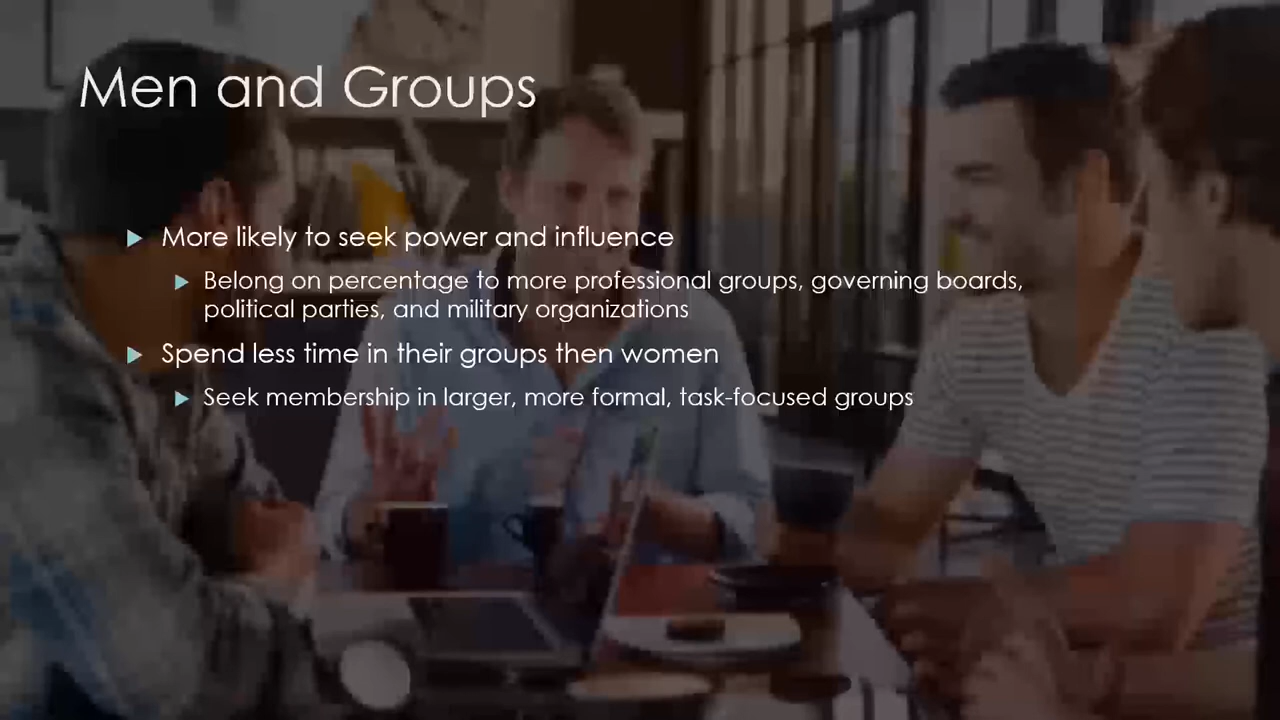 Men and Groups
More likely to seek power and influence
Belong on percentage to more professional groups, governing boards,
political parties, and military organizations
Spend less time in their groups then women
Seek membership in larger, more formal, task-focused groups